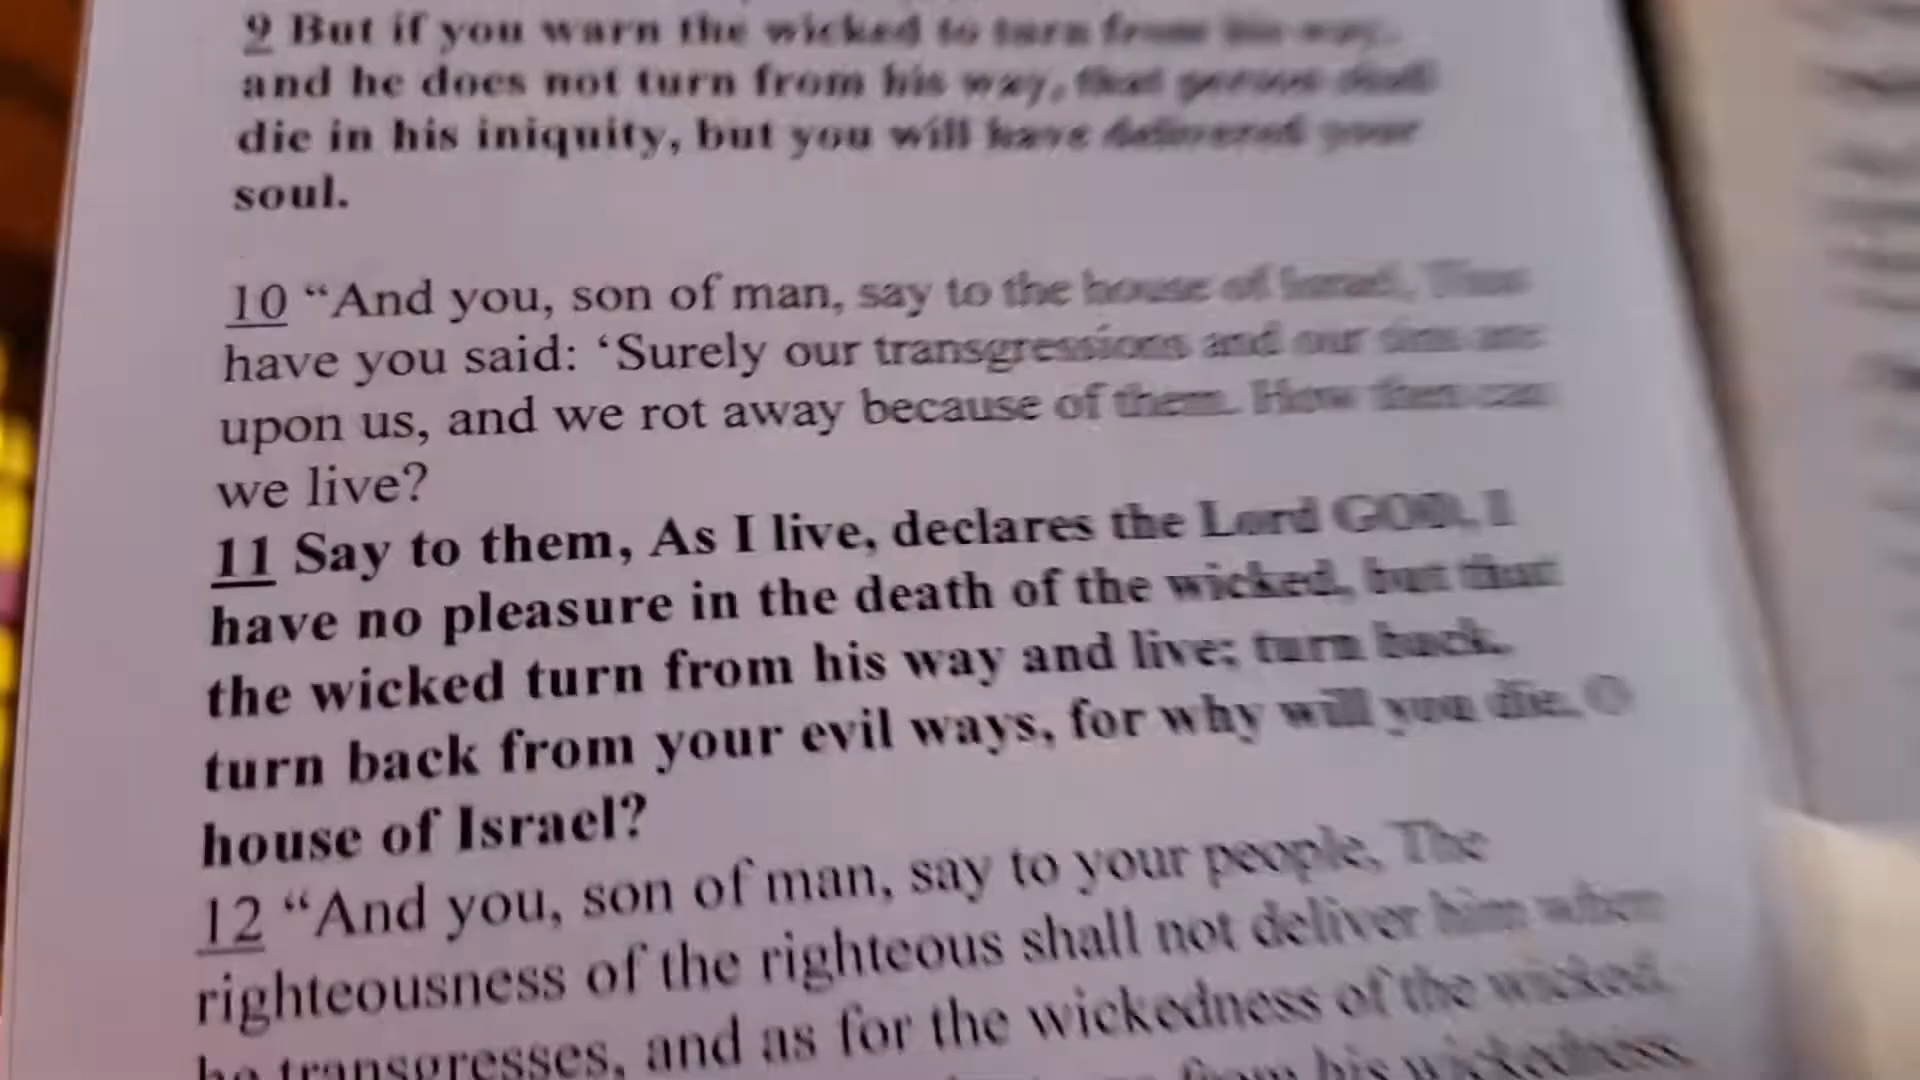 9 But if you warn the wicked to turn from his way,
and he does not turn from his way, that person shall
die in his iniquity, but you will have delivered your
soul.
10 “And you, son of man, say to the house of Israel, Thus
have you said: ‘Surely our transgressions and our sins are
upon us, and we rot away because of them. How then can
we live?
11 Say to them, As I live, declares the Lord GOD, I
have no pleasure in the death of the wicked, but that
the wicked turn from his way and live; turn back,
turn back from your evil ways, for why will you die, O
house of Israel?
12 “And you, son of man, say to your people, The
righteousness of the righteous shall not deliver him when
he transgresses, and as for the wickedness of the wicked,
from his wickedness,